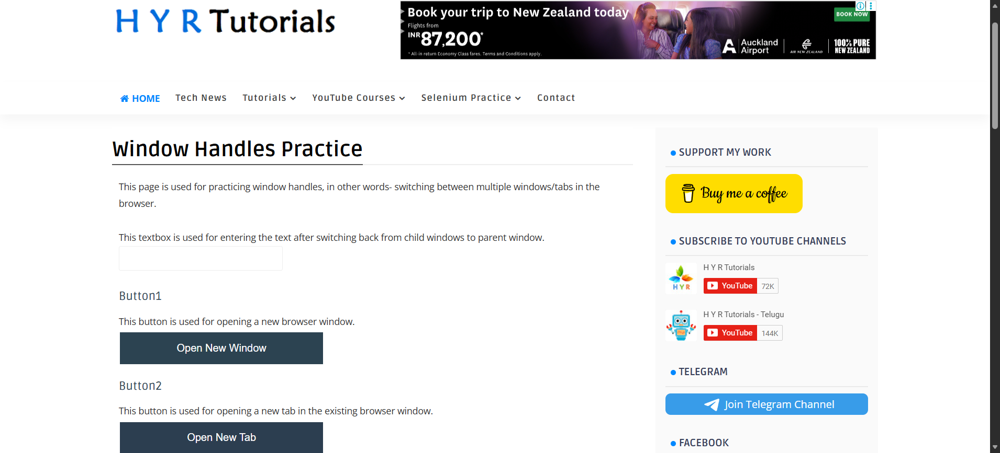 H Y R Tutorials
Book your trip to New Zealand today
Flights from
INR 87,200*
* All-in return Economy Class fares. Terms and Conditions apply.
BOOK NOW
Auckland
Airport
AIR NEW ZEALAND
100% PURE
NEW ZEALAND
HOME
Tech News
Tutorials
YouTube Courses
Selenium Practice
Contact
Window Handles Practice
This page is used for practicing window handles, in other words- switching between multiple windows/tabs in the
browser.
This textbox is used for entering the text after switching back from child windows to parent window.
Button1
This button is used for opening a new browser window.
Open New Window
Button2
This button is used for opening a new tab in the existing browser window.
Open New Tab
SUPPORT MY WORK
Buy me a coffee
SUBSCRIBE TO YOUTUBE CHANNELS
H Y R Tutorials
HYR
YouTube 72K
H Y R Tutorials - Telugu
YouTube 144K
TELEGRAM
Join Telegram Channel
FACEBOOK